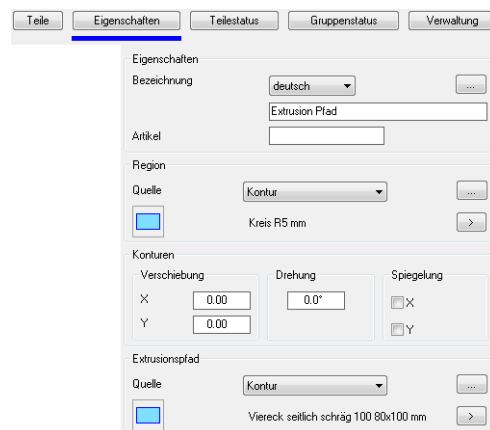 Teile Eigenschaften Teilestatus Gruppenstatus Verwaltung
Eigenschaften
Bezeichnung deutsch ...
Extrusion Pfad
Artikel
Region
Quelle Kontur ...
Kreis R5 mm >
Konturen
Verschiebung Drehung Spiegelung
X 0.00 0.0° X
Y 0.00 Y
Extrusionspfad
Quelle Kontur ...
Viereck seitlich schräg 100 80x100 mm >